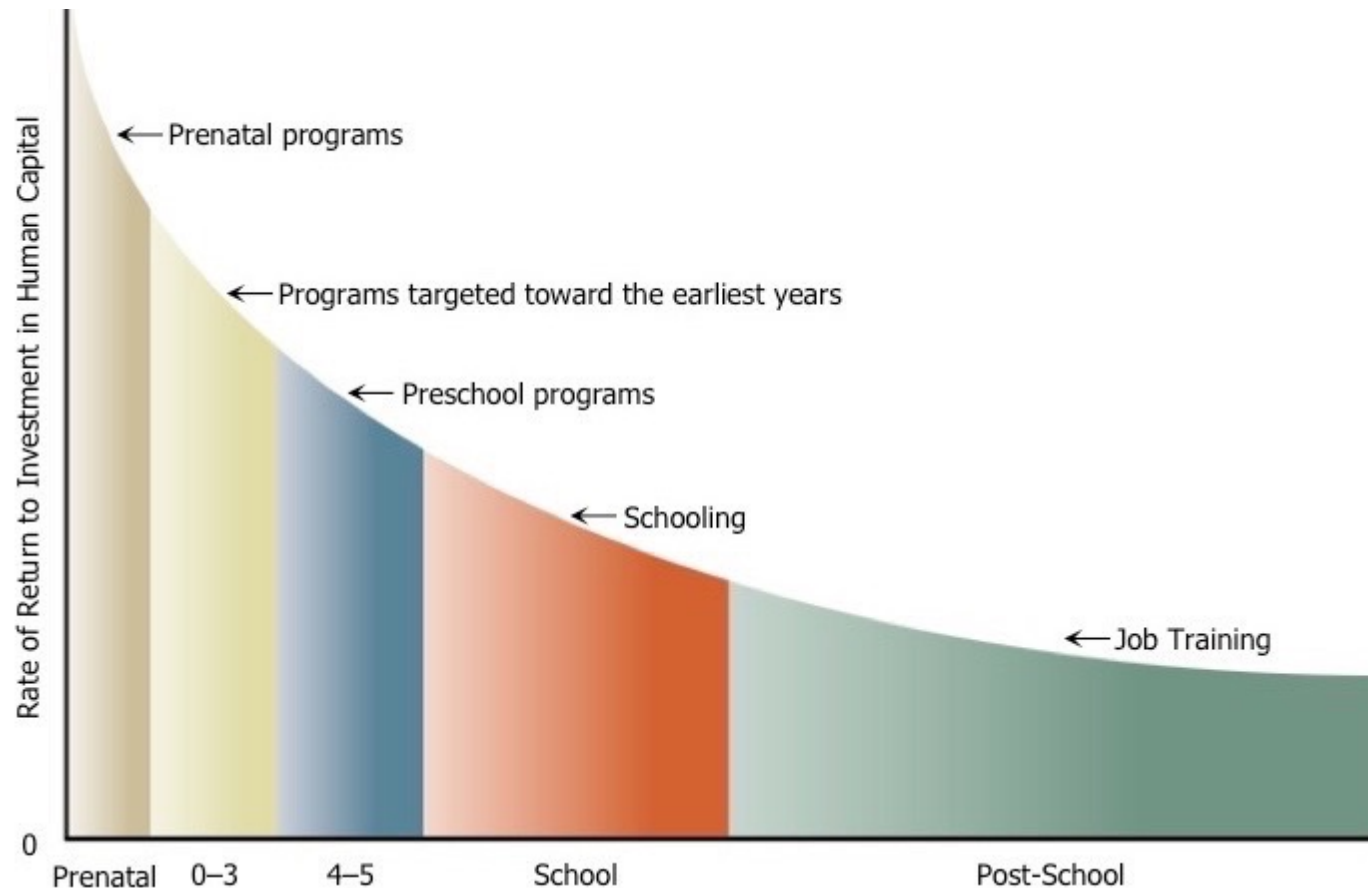 Rate of Return to Investment in Human Capital
Prenatal programs
Programs targeted toward the earliest years
Preschool programs
Schooling
Job Training
0
Prenatal
0–3
4–5
School
Post-School